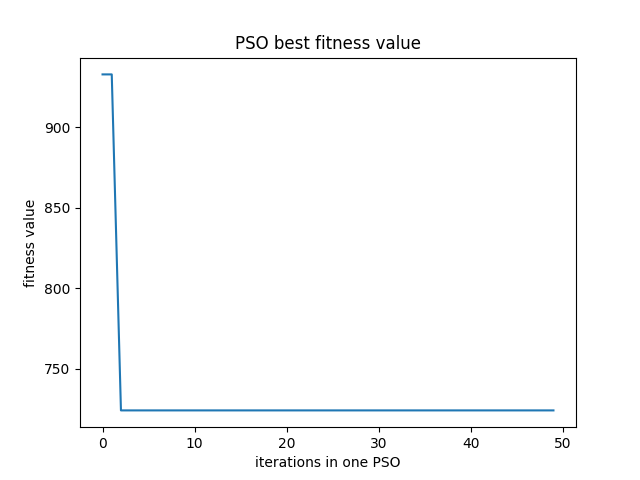 PSO best fitness value
fitness value
900
850
800
750
0 10 20 30 40 50
iterations in one PSO